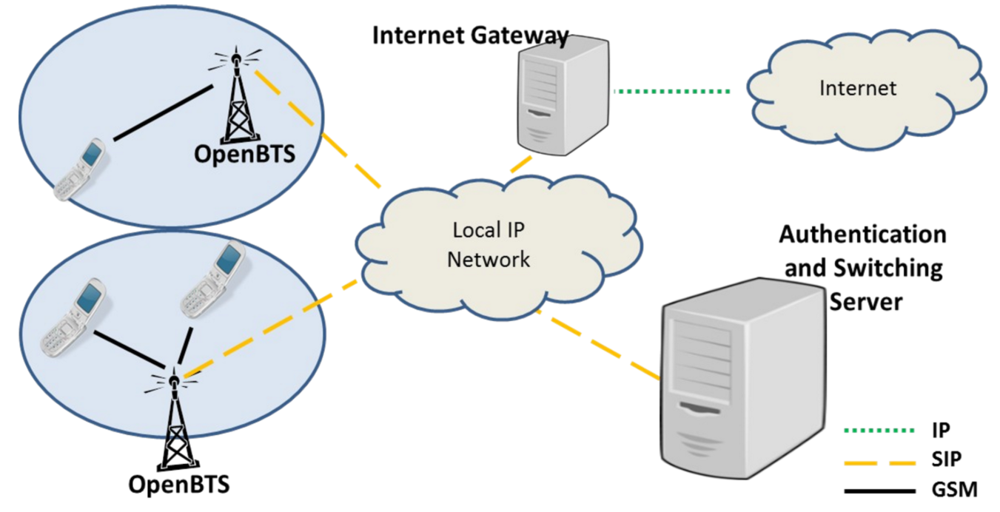 Internet Gateway
Internet
OpenBTS
Local IP
Network
Authentication
and Switching
Server
OpenBTS
IP
SIP
GSM